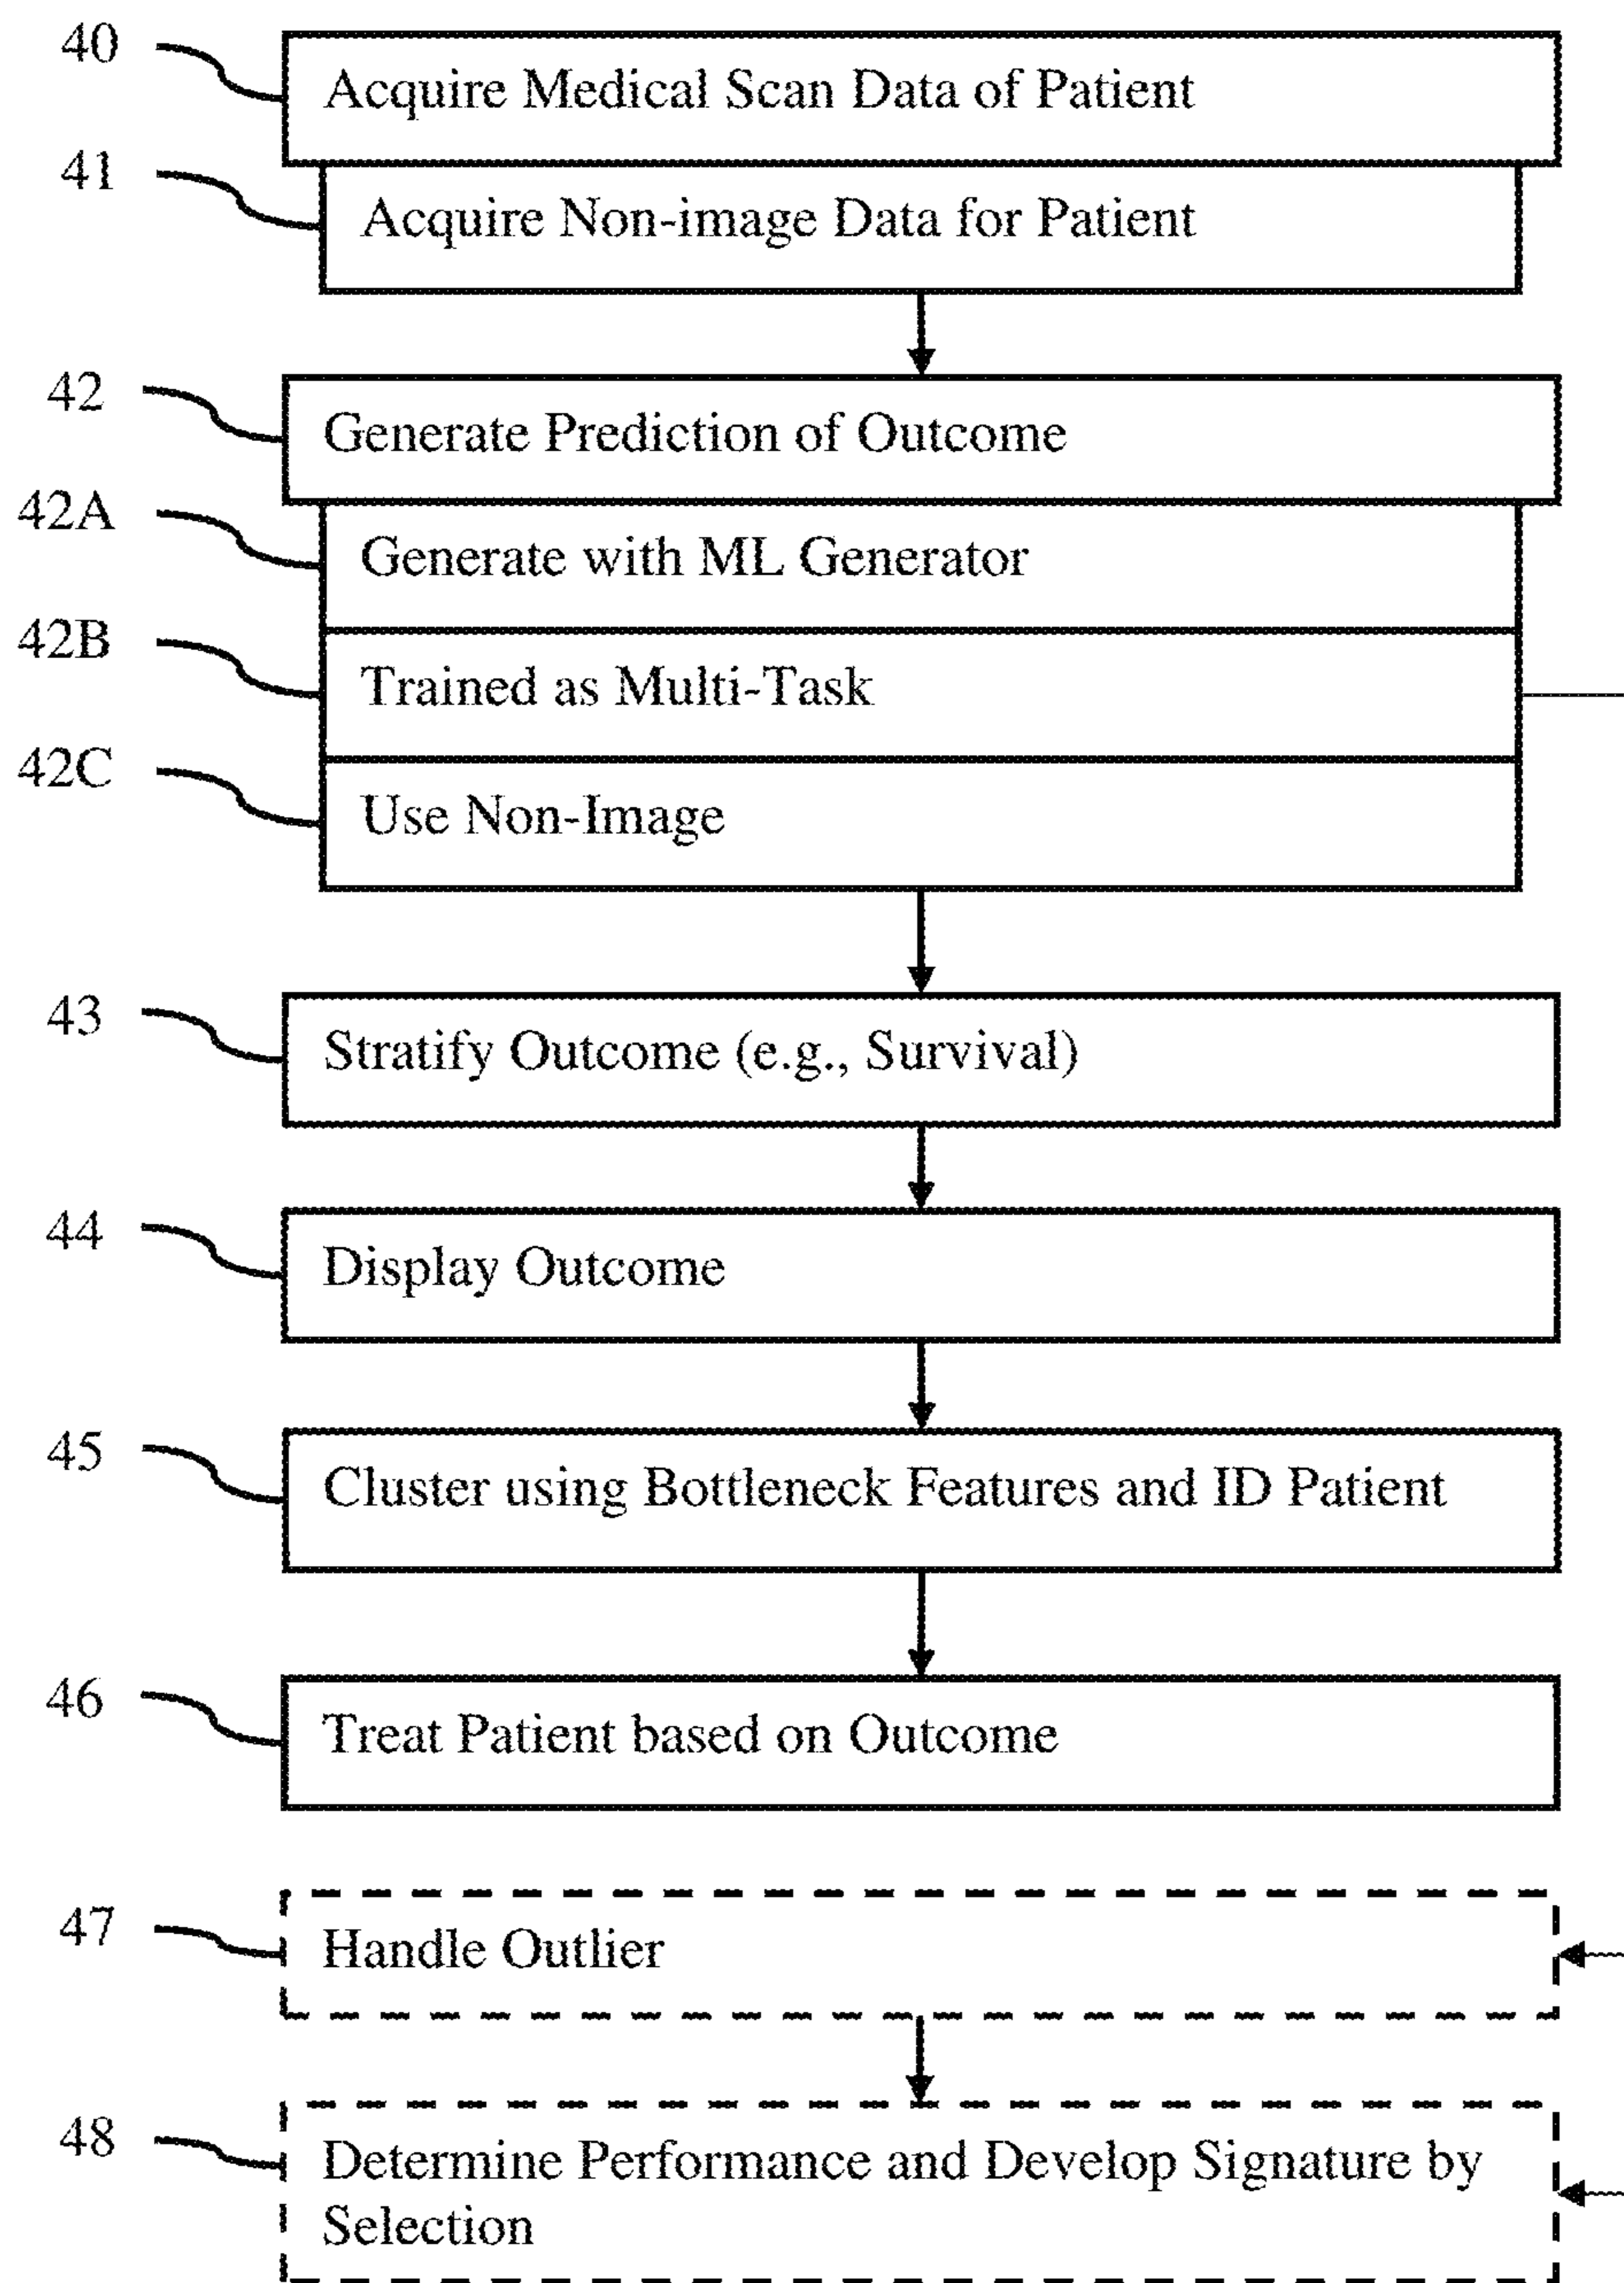 40
Acquire Medical Scan Data of Patient
41
Acquire Non-image Data for Patient
42
Generate Prediction of Outcome
42A
Generate with ML Generator
42B
Trained as Multi-Task
42C
Use Non-Image
43
Stratify Outcome (e.g., Survival)
44
Display Outcome
45
Cluster using Bottleneck Features and ID Patient
46
Treat Patient based on Outcome
47
Handle Outlier
48
Determine Performance and Develop Signature by
Selection